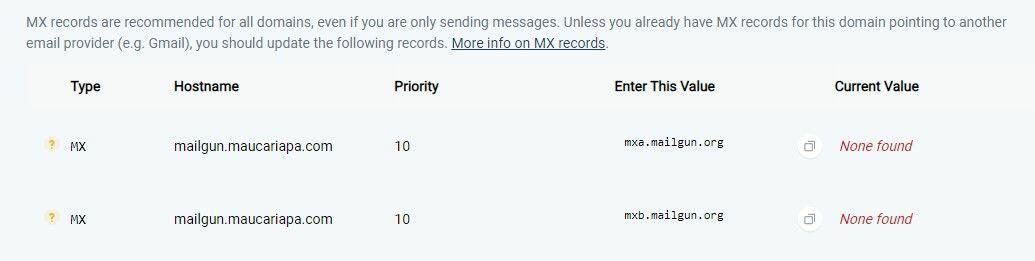 MX records are recommended for all domains, even if you are only sending messages. Unless you already have MX records for this domain pointing to another
email provider (e.g. Gmail), you should update the following records. More info on MX records.
Type Hostname Priority Enter This Value Current Value
? MX mailgun.maucariapa.com 10 mxa.mailgun.org None found
? MX mailgun.maucariapa.com 10 mxb.mailgun.org None found